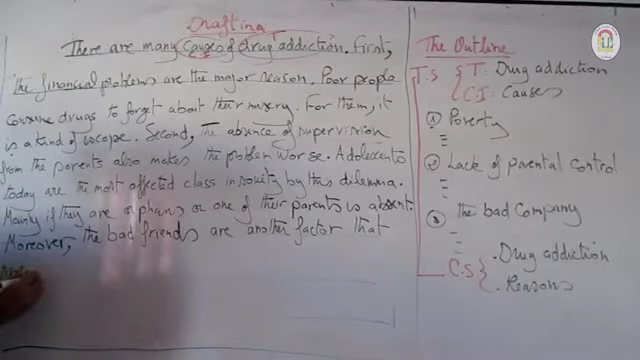 Drafting
There are many causes of drug addiction. First,
the financial problems are the major reason. Poor people
consume drugs to forget about their misery. For them, it
is a kind of escape. Second, the absence of supervision
from the parents also makes the problem worse. Adolescents
today are the most affected class in society by this dilemma.
Mainly if they are orphans or one of their parents is absent.
Moreover, the bad friends are another factor that
The Outline
T.S
T: Drug addiction
C.I: Causes
① Poverty
② Lack of parental control
③ The bad Company
C.S
. Drug addiction
. Reasons